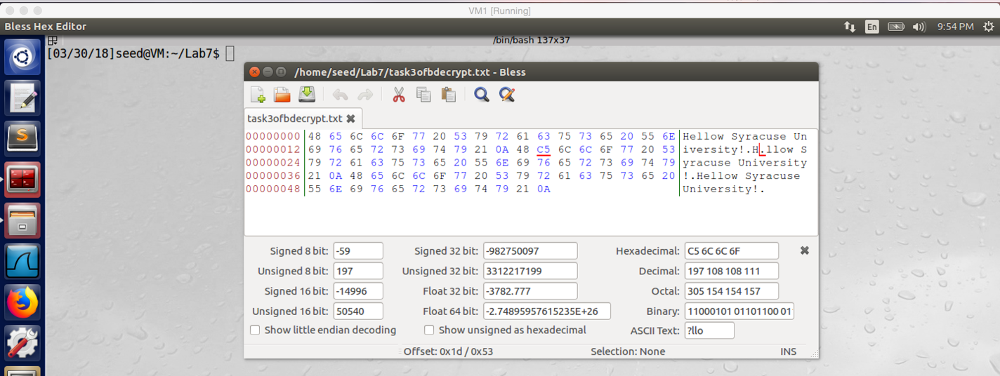 VM1 [Running]
Bless Hex Editor
En
9:54 PM
/bin/bash 137x37
[03/30/18]seed@VM:~/Lab7$
/home/seed/Lab7/task3ofbdecrypt.txt - Bless
task3ofbdecrypt.txt
00000000 48 65 6C 6C 6F 77 20 53 79 72 61 63 75 73 65 20 55 6E Hellow Syracuse Un
00000012 69 76 65 72 73 69 74 79 21 0A 48 C5 6C 6C 6F 77 20 53 iversity!.H.llow S
00000024 79 72 61 63 75 73 65 20 55 6E 69 76 65 72 73 69 74 79 yracuse University
00000036 21 0A 48 65 6C 6C 6F 77 20 53 79 72 61 63 75 73 65 20 !.Hellow Syracuse
00000048 55 6E 69 76 65 72 73 69 74 79 21 0A University!.
Signed 8 bit: -59 Signed 32 bit: -982750097 Hexadecimal: C5 6C 6C 6F
Unsigned 8 bit: 197 Unsigned 32 bit: 3312217199 Decimal: 197 108 108 111
Signed 16 bit: -14996 Float 32 bit: -3782.777 Octal: 305 154 154 157
Unsigned 16 bit: 50540 Float 64 bit: -2.74895957615235E+26 Binary: 11000101 01101100 01
Show little endian decoding Show unsigned as hexadecimal ASCII Text: ?llo
Offset: 0x1d / 0x53 Selection: None INS